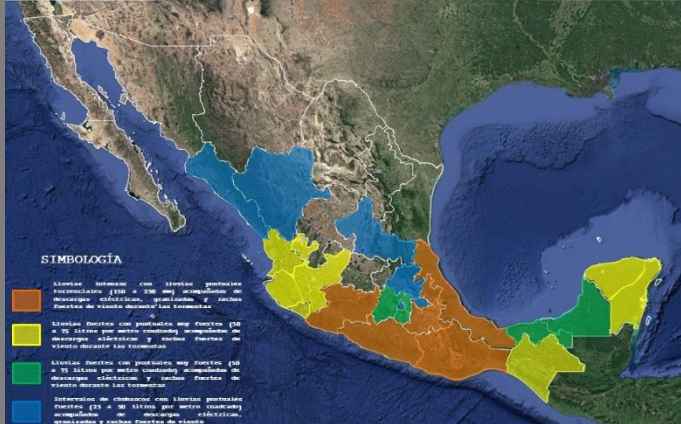 SIMBOLOGÍA
Lluvias intensas con lluvias puntuales
torrenciales (150 a 250 mm) acompañadas de
descargas eléctricas, granizadas y rachas
fuertes de viento durante las tormentas
Lluvias fuertes con puntuales muy fuertes (50
a 75 litros por metro cuadrado) acompañadas de
descargas eléctricas y rachas fuertes de
viento durante las tormentas
Lluvias fuertes con puntuales muy fuertes (50
a 75 litros por metro cuadrado) acompañadas de
descargas eléctricas y rachas fuertes de
viento durante las tormentas
Intervalos de chubascos con lluvias puntuales
fuertes (25 a 50 litros por metro cuadrado)
acompañados de descargas eléctricas,
granizadas y rachas fuertes de viento